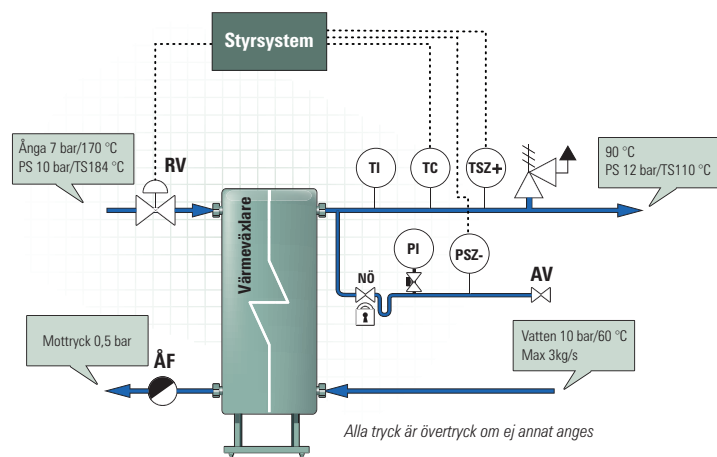 Styrsystem
Ånga 7 bar/170 °C
PS 10 bar/TS184 °C
RV
TI
TC
TSZ+
90 °C
PS 12 bar/TS110 °C
Värmeväxlare
PI
PSZ-
NÖ
AV
Mottryck 0,5 bar
ÅF
Vatten 10 bar/60 °C
Max 3kg/s
Alla tryck är övertryck om ej annat anges